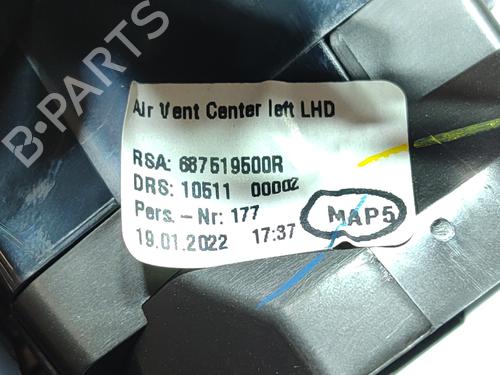 Air Vent Center left LHD
RSA: 687519500R
DRS: 10511 00002
Pers. - Nr: 177 MAP5
19.01.2022 17:37
B-PARTS